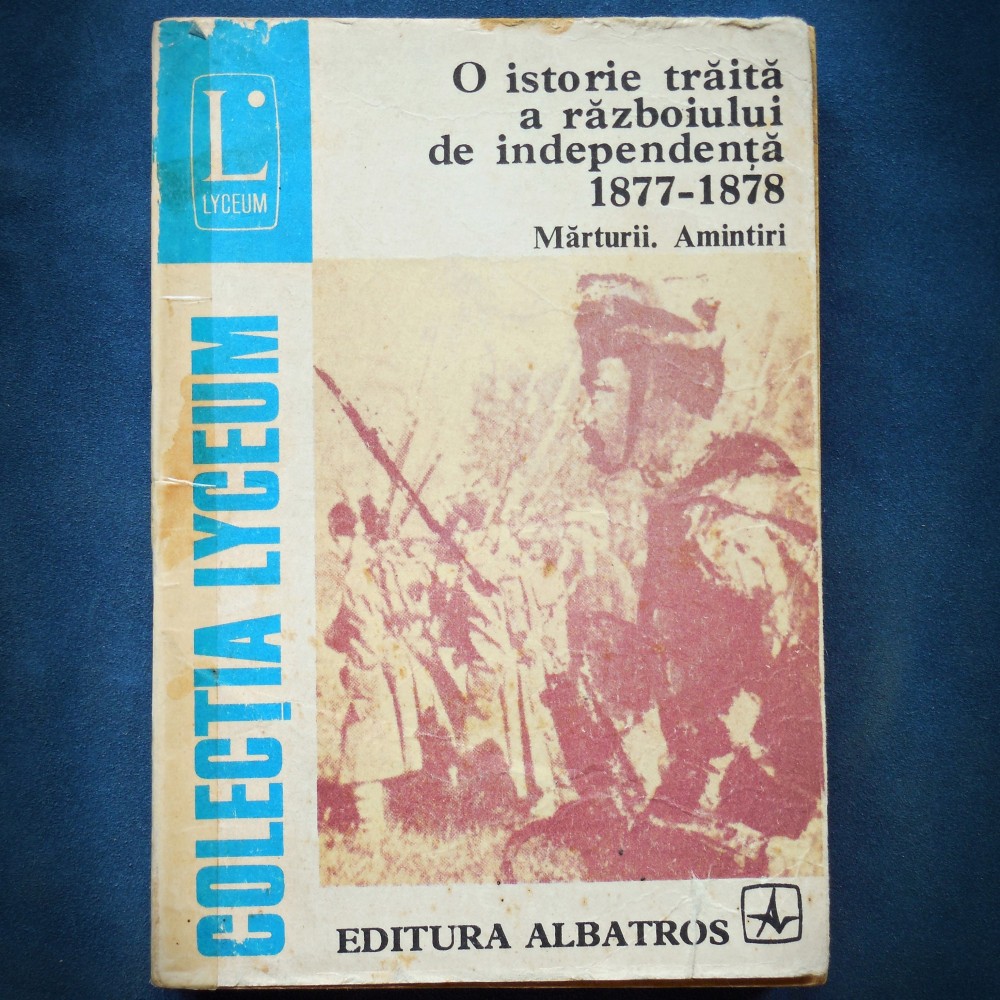 L
LYCEUM
O istorie trăită
a războiului
de independență
1877-1878
Mărturii. Amintiri
COLECȚIA LYCEUM
EDITURA ALBATROS